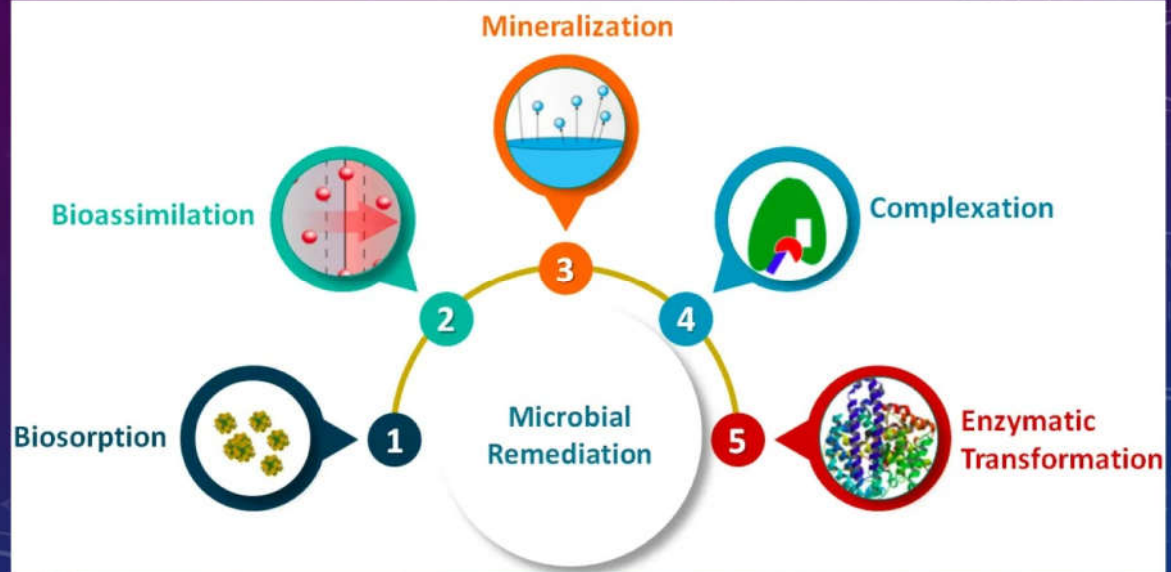 Mineralization
Bioassimilation
Complexation
3
2
4
Biosorption
1
Microbial
Remediation
5
Enzymatic
Transformation